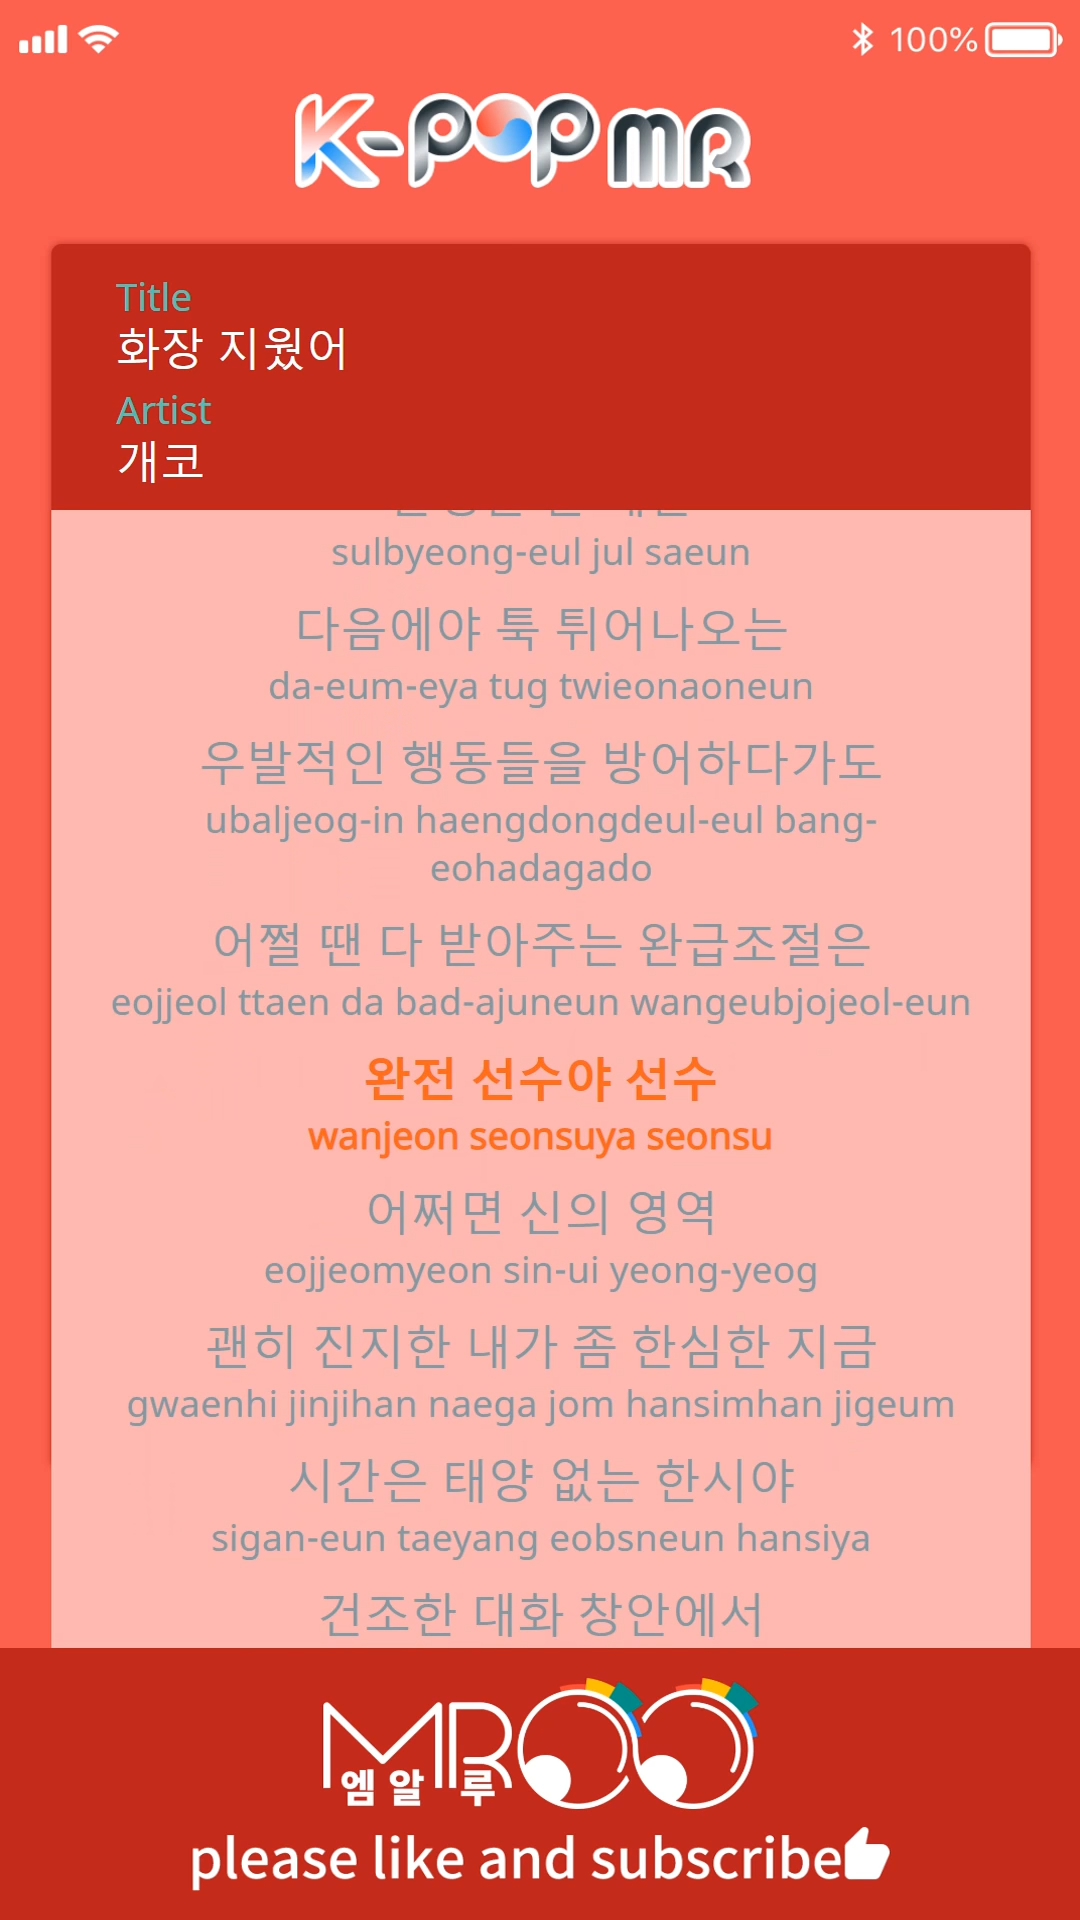 100%
K-POP MR
Title
화장 지웠어
Artist
개코
sulbyeong-eul jul saeun
다음에야 툭 튀어나오는
da-eum-eya tug twieonaoneun
우발적인 행동들을 방어하다가도
ubaljeog-in haengdongdeul-eul bang-
eohadagado
어쩔 땐 다 받아주는 완급조절은
eojjeol ttaen da bad-ajuneun wangeubjojeol-eun
완전 선수야 선수
wanjeon seonsuya seonsu
어쩌면 신의 영역
eojjeomyeon sin-ui yeong-yeog
괜히 진지한 내가 좀 한심한 지금
gwaenhi jinjihan naega jom hansimhan jigeum
시간은 태양 없는 한시야
sigan-eun taeyang eobsneun hansiya
건조한 대화 창안에서
MROO
엠알루
please like and subscribe